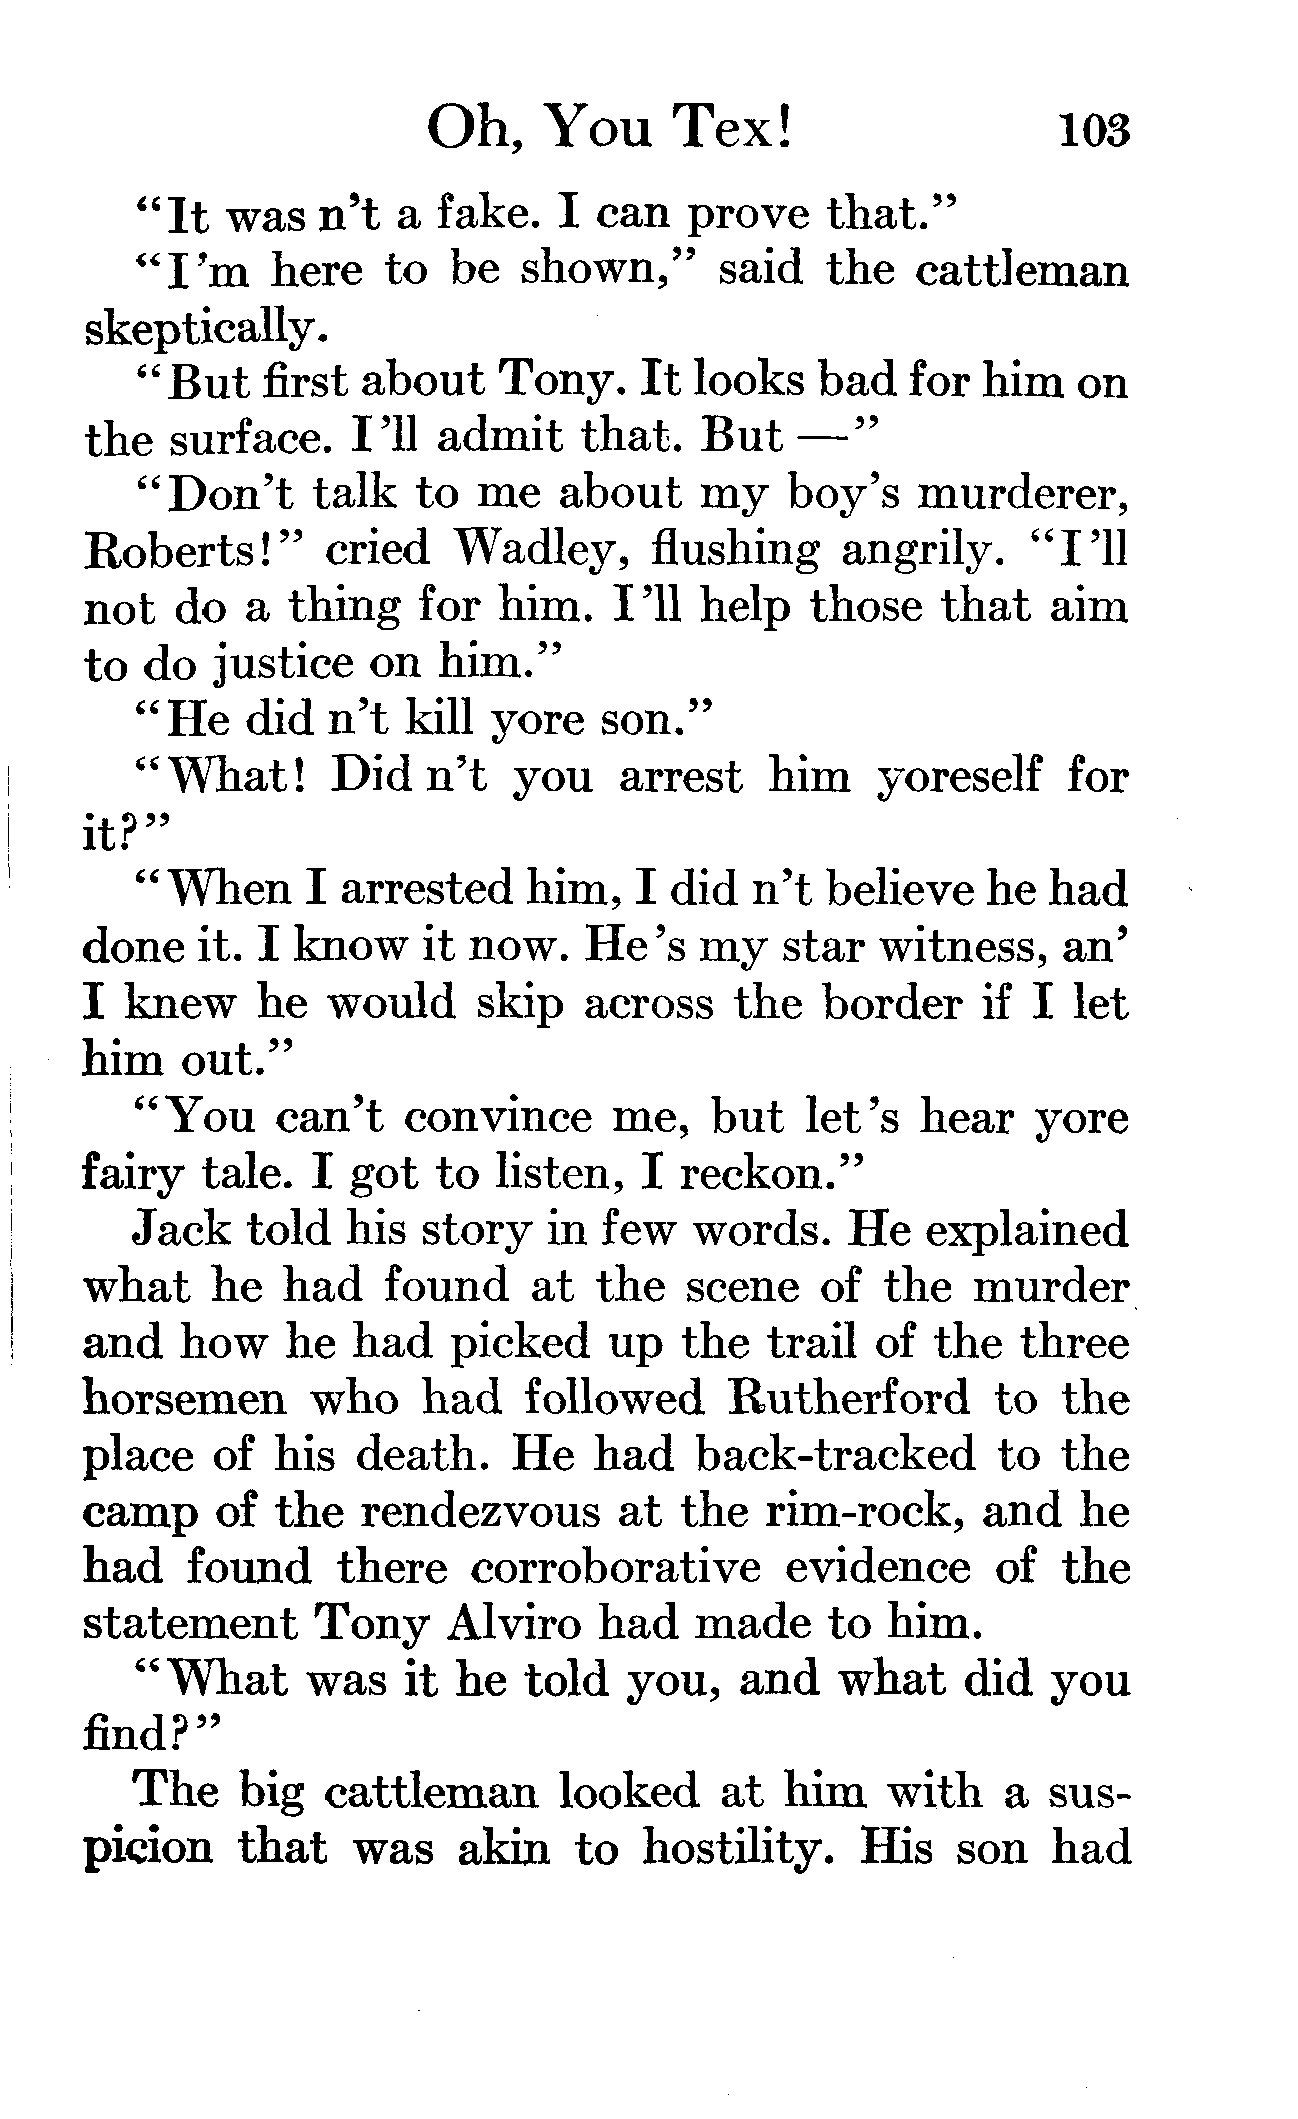 Oh, You Tex! 103
"It was n't a fake. I can prove that."
"I'm here to be shown," said the cattleman
skeptically.
"But first about Tony. It looks bad for him on
the surface. I'll admit that. But —"
"Don't talk to me about my boy's murderer,
Roberts!" cried Wadley, flushing angrily. "I'll
not do a thing for him. I'll help those that aim
to do justice on him."
"He did n't kill yore son."
"What! Did n't you arrest him yoreself for
it?"
"When I arrested him, I did n't believe he had
done it. I know it now. He's my star witness, an'
I knew he would skip across the border if I let
him out."
"You can't convince me, but let's hear yore
fairy tale. I got to listen, I reckon."
Jack told his story in few words. He explained
what he had found at the scene of the murder
and how he had picked up the trail of the three
horsemen who had followed Rutherford to the
place of his death. He had back-tracked to the
camp of the rendezvous at the rim-rock, and he
had found there corroborative evidence of the
statement Tony Alviro had made to him.
"What was it he told you, and what did you
find?"
The big cattleman looked at him with a sus-
picion that was akin to hostility. His son had